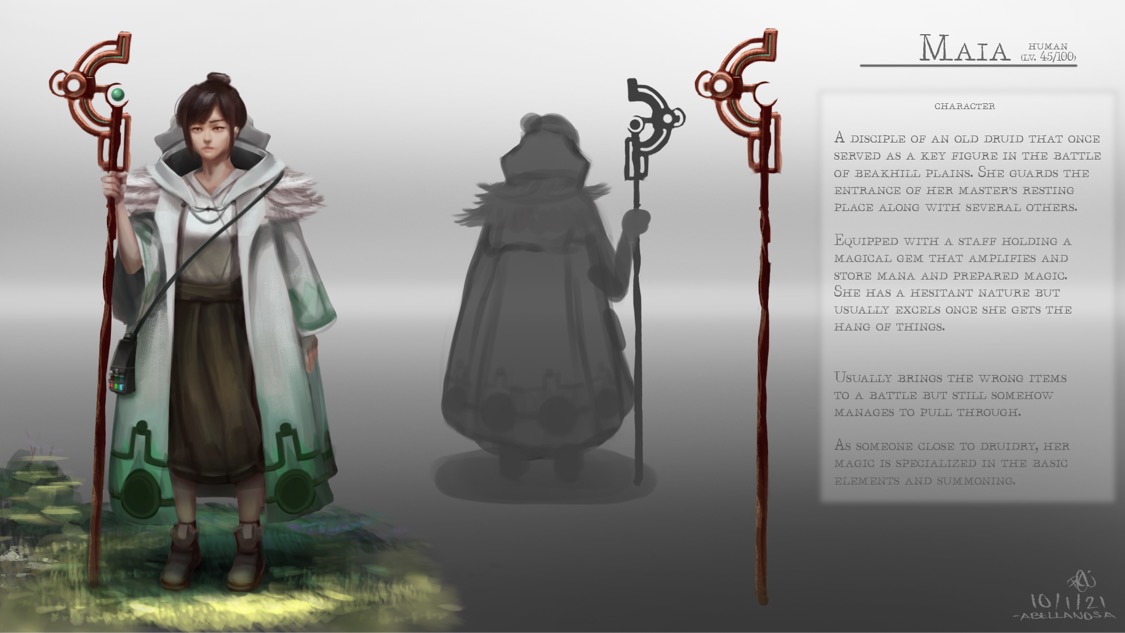 Maia HUMAN
(LV. 45/100)
CHARACTER
A DISCIPLE OF AN OLD DRUID THAT ONCE
SERVED AS A KEY FIGURE IN THE BATTLE
OF BEAKHILL PLAINS. SHE GUARDS THE
ENTRANCE OF HER MASTER'S RESTING
PLACE ALONG WITH SEVERAL OTHERS.
EQUIPPED WITH A STAFF HOLDING A
MAGICAL GEM THAT AMPLIFIES AND
STORE MANA AND PREPARED MAGIC.
SHE HAS A HESITANT NATURE BUT
USUALLY EXCELS ONCE SHE GETS THE
HANG OF THINGS.
USUALLY BRINGS THE WRONG ITEMS
TO A BATTLE BUT STILL SOMEHOW
MANAGES TO PULL THROUGH.
AS SOMEONE CLOSE TO DRUIDRY, HER
MAGIC IS SPECIALIZED IN THE BASIC
ELEMENTS AND SUMMONING.
10/1/21
-ABELLANOSA